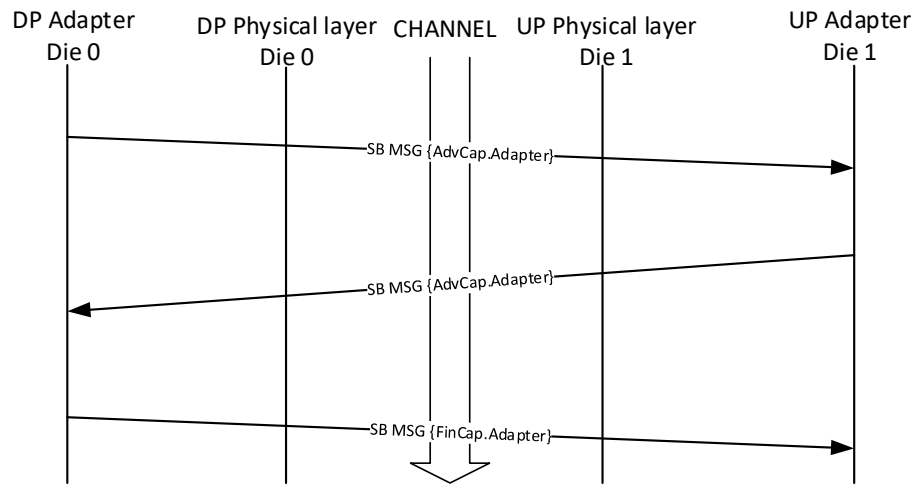 DP Adapter
Die 0
DP Physical layer
Die 0
CHANNEL
UP Physical layer
Die 1
UP Adapter
Die 1
SB MSG {AdvCap.Adapter}
SB MSG {AdvCap.Adapter}
SB MSG {FinCap.Adapter}